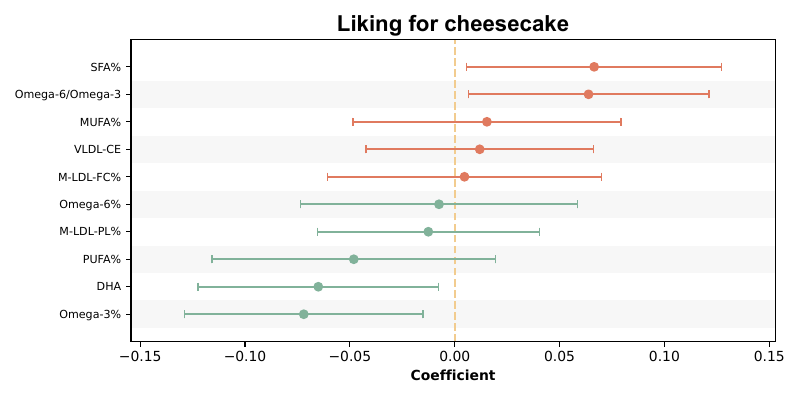 Liking for cheesecake
SFA%
Omega-6/Omega-3
MUFA%
VLDL-CE
M-LDL-FC%
Omega-6%
M-LDL-PL%
PUFA%
DHA
Omega-3%
−0.15 −0.10 −0.05 0.00 0.05 0.10 0.15
Coefficient